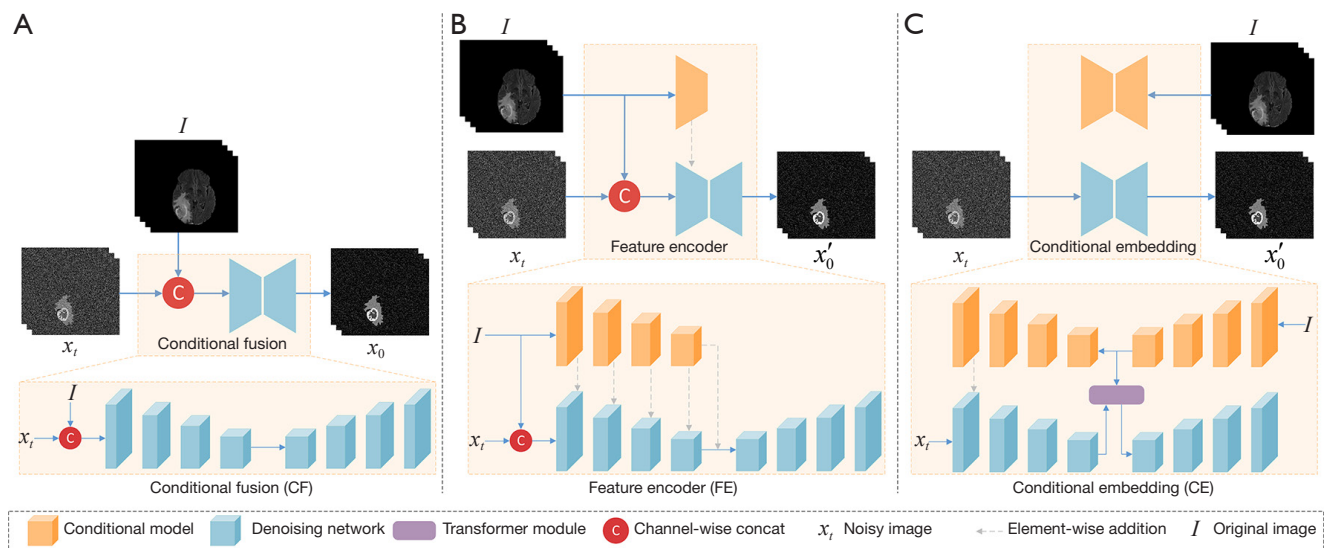 A
I
C
x_t
Conditional fusion
x_0
I
x_t
C
Conditional fusion (CF)
B
I
C
x_t
Feature encoder
x'_0
I
x_t
C
Feature encoder (FE)
C
I
x_t
Conditional embedding
x'_0
I
x_t
Conditional embedding (CE)
Conditional model Denoising network Transformer module C Channel-wise concat x_t Noisy image Element-wise addition I Original image